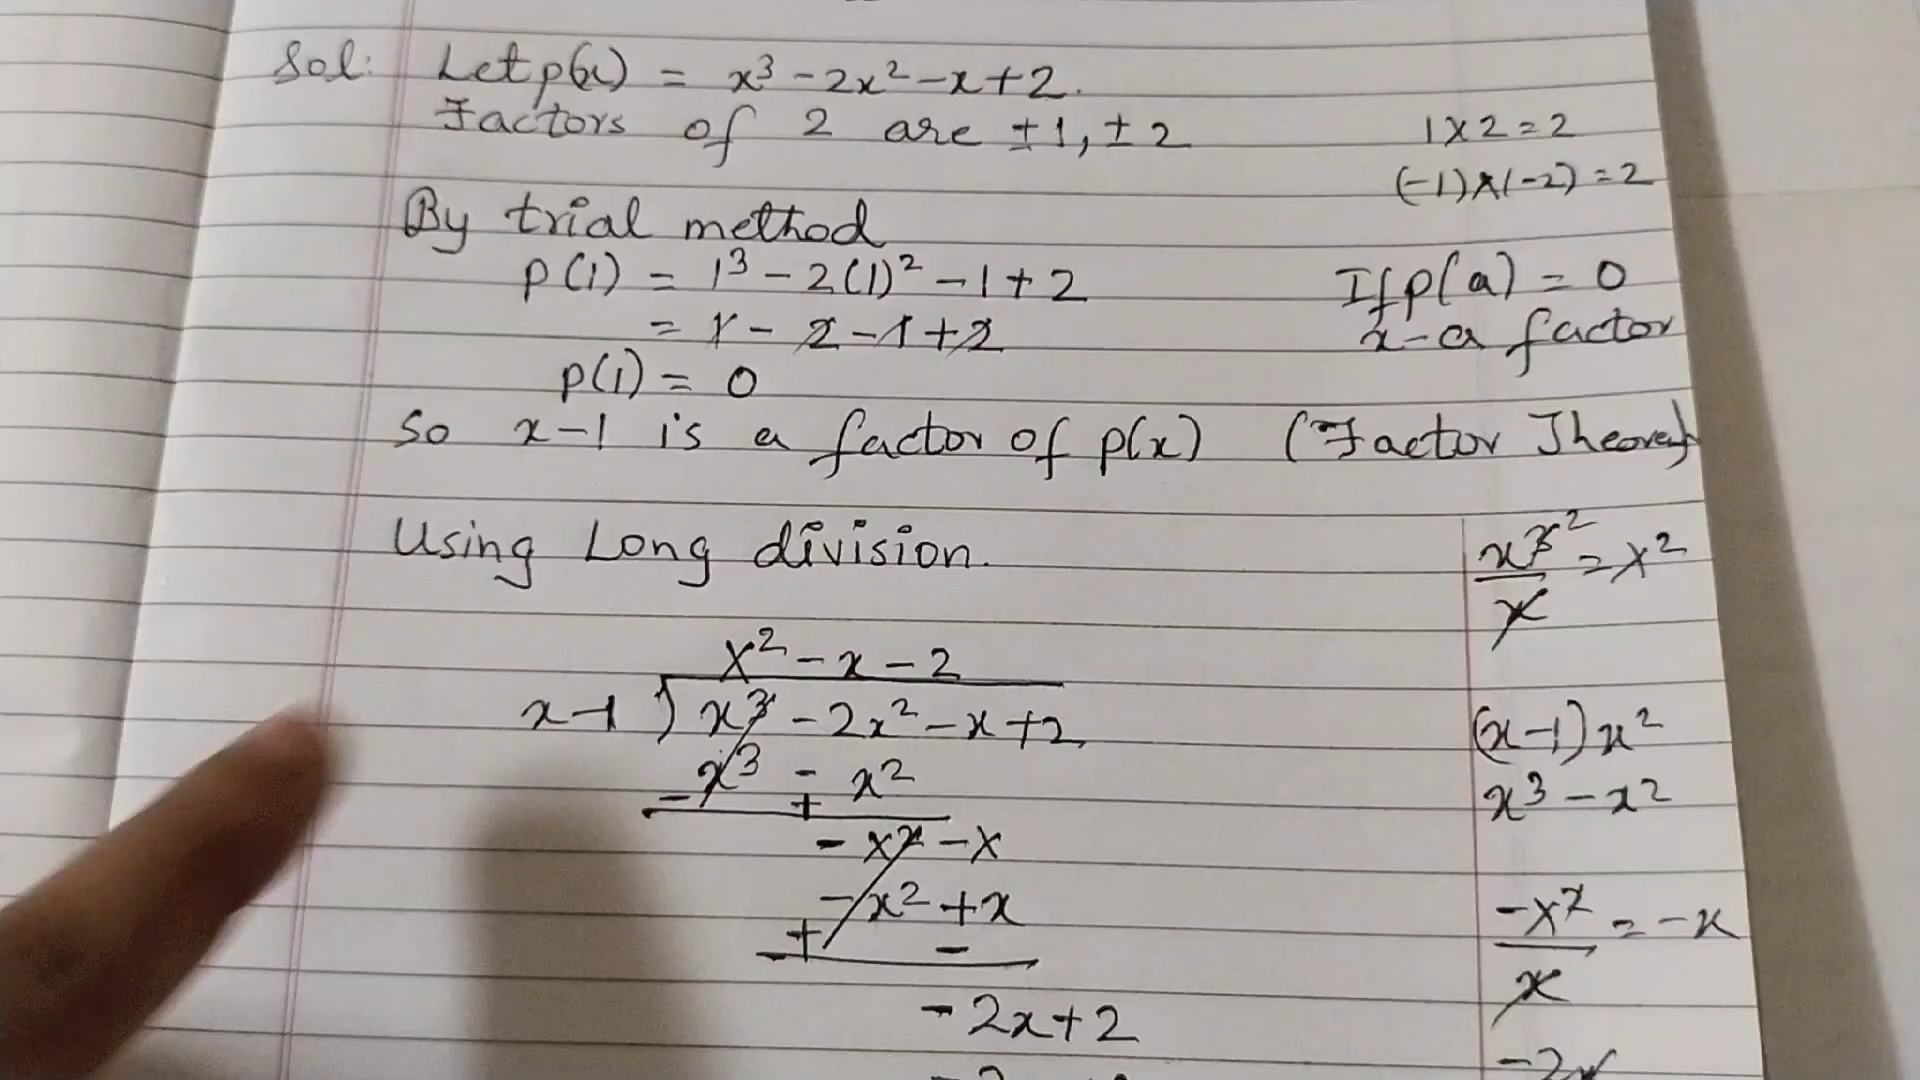 Sol: Let p(x) = x³ - 2x² - x + 2.
Factors of 2 are ±1, ±2
1 x 2 = 2
(-1) x (-2) = 2
By trial method
p(1) = 1³ - 2(1)² - 1 + 2
= 1 - 2 - 1 + 2
p(1) = 0
If p(a) = 0
x - a factor
So x-1 is a factor of p(x) (Factor Theorem)
Using Long division.
x² - x - 2
x-1 ) x³ - 2x² - x + 2
x³ - x²
- +
- x² - x
- x² + x
+ -
- 2x + 2
x³/x = x²
(x-1)x²
x³ - x²
-x²/x = -x
-2x